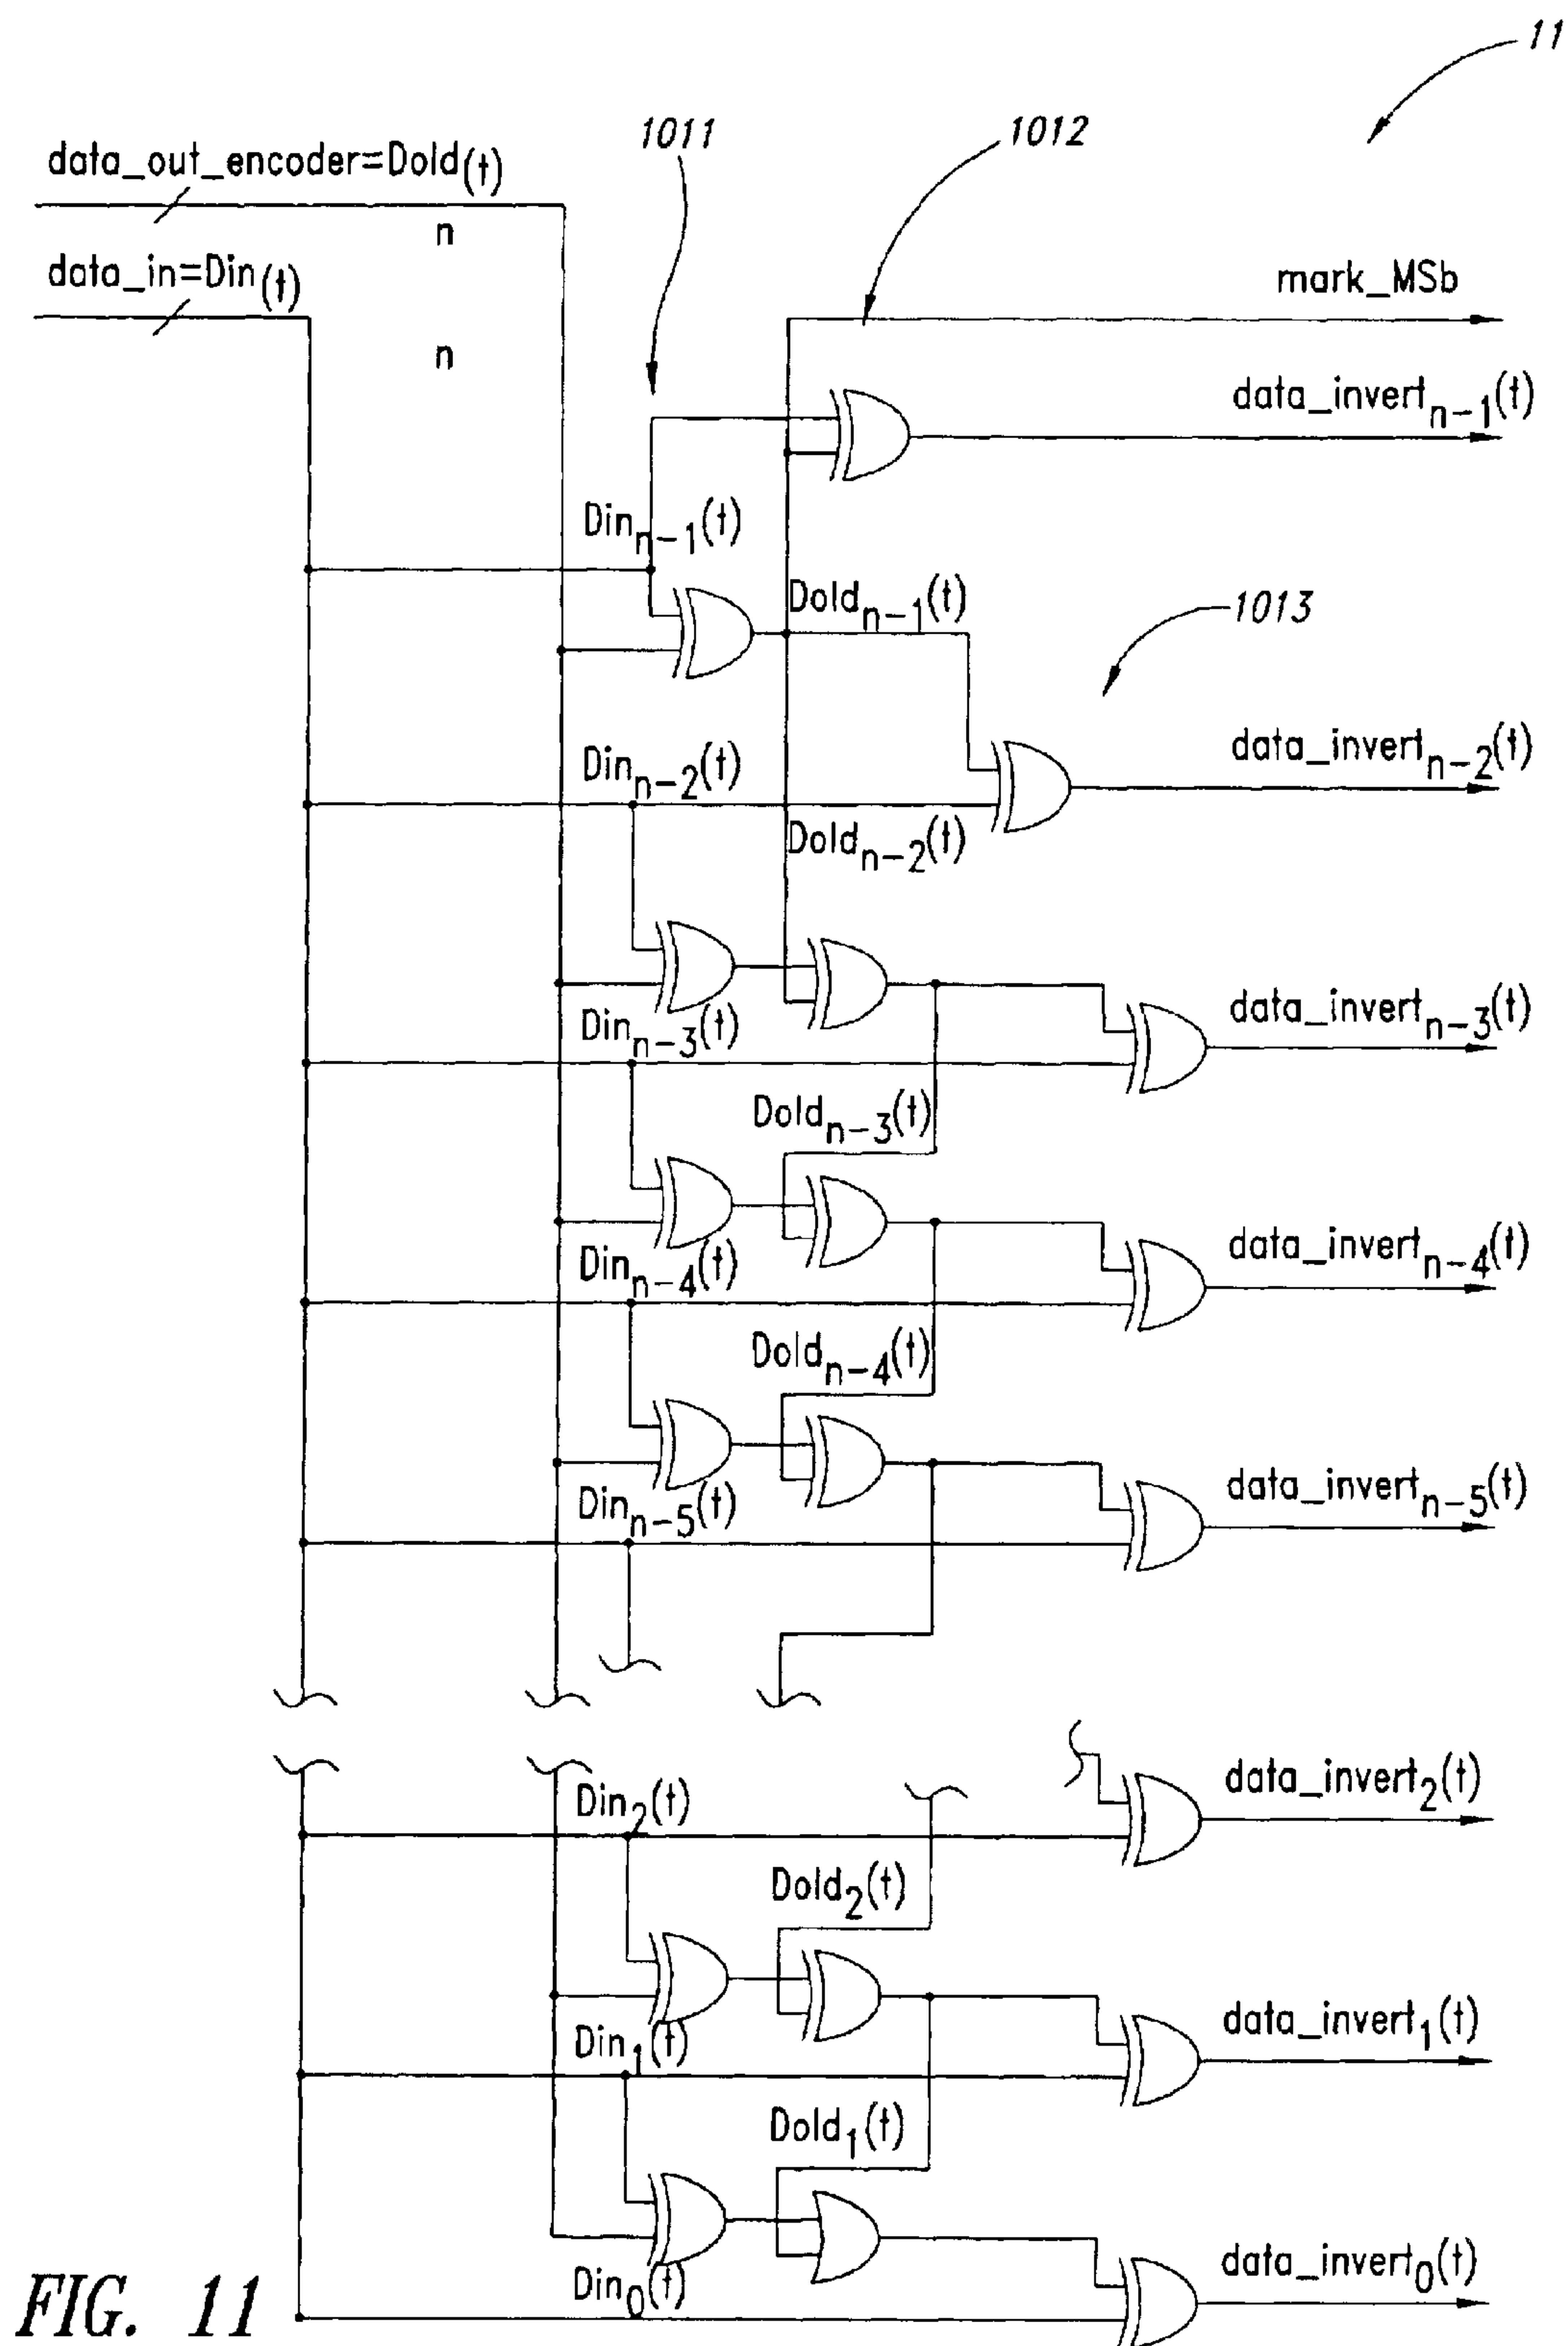 11
1011
1012
data_out_encoder=Dold(t)
n
data_in=Din(t)
n
mark_MSb
data_invertn-1(t)
Dinn-1(t)
Doldn-1(t)
1013
Dinn-2(t)
data_invertn-2(t)
Doldn-2(t)
Dinn-3(t)
data_invertn-3(t)
Doldn-3(t)
Dinn-4(t)
data_invertn-4(t)
Doldn-4(t)
Dinn-5(t)
data_invertn-5(t)
Din2(t)
data_invert2(t)
Dold2(t)
Din1(t)
data_invert1(t)
Dold1(t)
Din0(t)
data_invert0(t)
FIG. 11